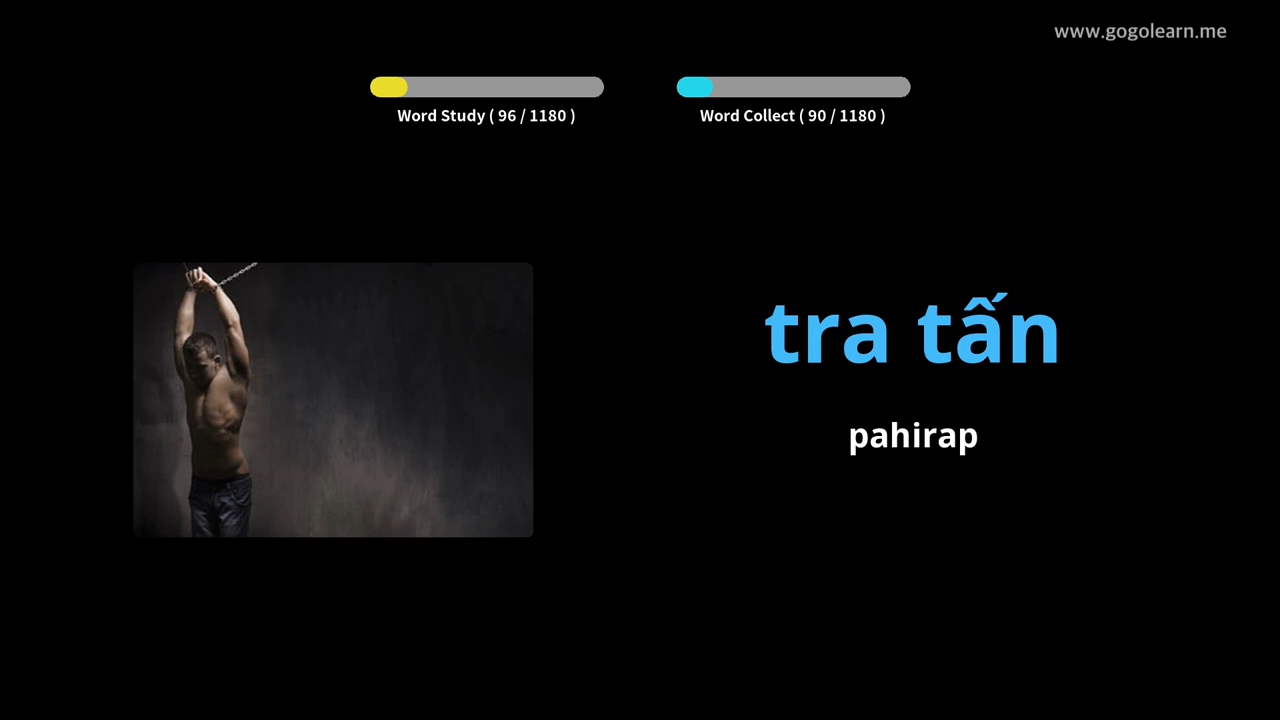 www.gogolearn.me
Word Study ( 96 / 1180 )
Word Collect ( 90 / 1180 )
tra tấn
pahirap